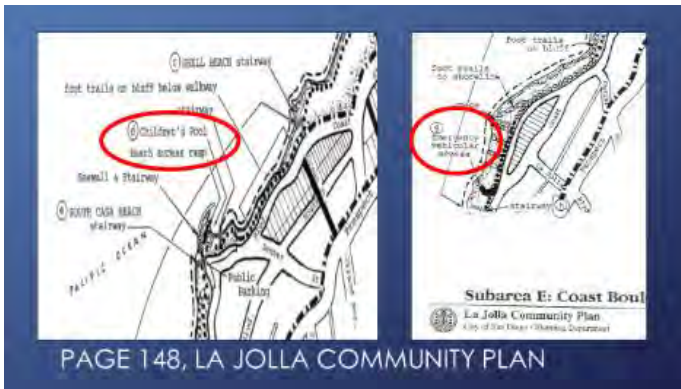 (c) SHELL BEACH stairway
foot trails on bluff below walkway
stairway
(d) Children's Pool
Beach access ramp
Seawall & Stairway
SOUTH CASA BEACH
stairway
PACIFIC OCEAN
Public
Parking
Coast
Prospect
foot trails
on bluff
foot trails
to shoreline
Emergency
vehicular
access
stairway
Subarea E: Coast Boul
La Jolla Community Plan
City of San Diego Planning Department
PAGE 148, LA JOLLA COMMUNITY PLAN